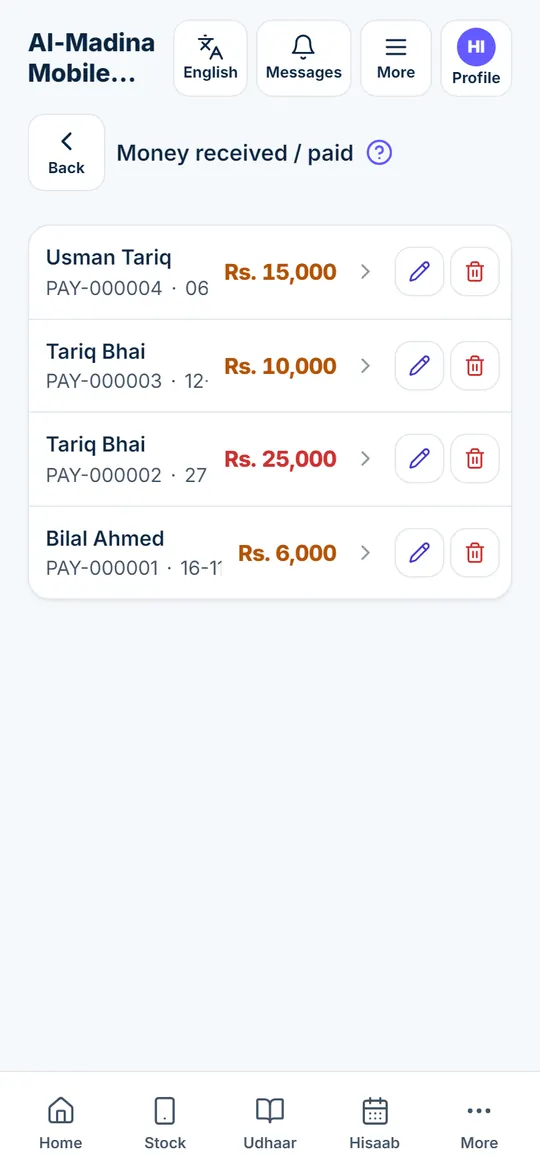 Al-Madina
Mobile...
English
Messages
More
HI
Profile
Back
Money received / paid
?
Usman Tariq
PAY-000004 · 06
Rs. 15,000
Tariq Bhai
PAY-000003 · 12-
Rs. 10,000
Tariq Bhai
PAY-000002 · 27
Rs. 25,000
Bilal Ahmed
PAY-000001 · 16-11
Rs. 6,000
Home
Stock
Udhaar
Hisaab
More